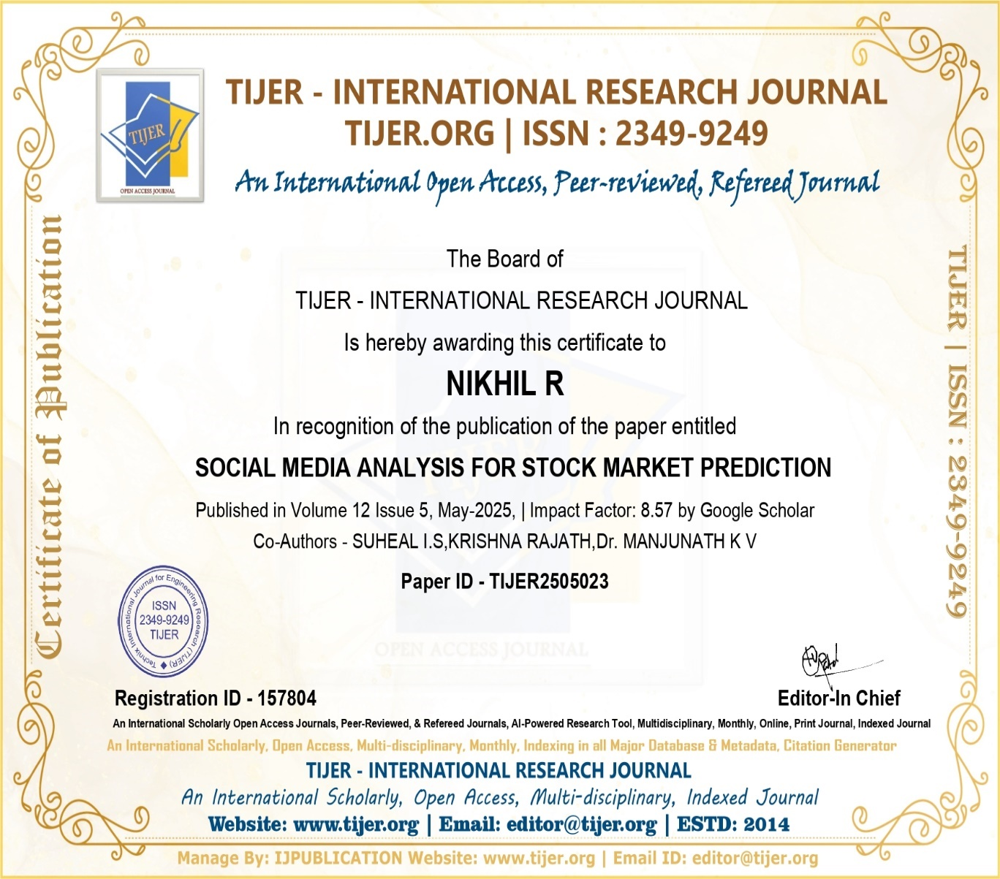 TIJER - INTERNATIONAL RESEARCH JOURNAL
TIJER.ORG | ISSN : 2349-9249
An International Open Access, Peer-reviewed, Refereed Journal
TIJER
OPEN ACCESS JOURNAL
Certificate of Publication
TIJER | ISSN : 2349-9249
The Board of
TIJER - INTERNATIONAL RESEARCH JOURNAL
Is hereby awarding this certificate to
NIKHIL R
In recognition of the publication of the paper entitled
SOCIAL MEDIA ANALYSIS FOR STOCK MARKET PREDICTION
Published in Volume 12 Issue 5, May-2025, | Impact Factor: 8.57 by Google Scholar
Co-Authors - SUHEAL I.S,KRISHNA RAJATH,Dr. MANJUNATH K V
Paper ID - TIJER2505023
TIJER
OPEN ACCESS JOURNAL
Technix International Journal for Engineering Research (TIJER)
ISSN
2349-9249
TIJER
Registration ID - 157804
Editor-In Chief
An International Scholarly Open Access Journals, Peer-Reviewed, & Refereed Journals, AI-Powered Research Tool, Multidisciplinary, Monthly, Online, Print Journal, Indexed Journal
An International Scholarly, Open Access, Multi-disciplinary, Monthly, Indexing in all Major Database & Metadata, Citation Generator
TIJER - INTERNATIONAL RESEARCH JOURNAL
An International Scholarly, Open Access, Multi-disciplinary, Indexed Journal
Website: www.tijer.org | Email: editor@tijer.org | ESTD: 2014
Manage By: IJPUBLICATION Website: www.tijer.org | Email ID: editor@tijer.org